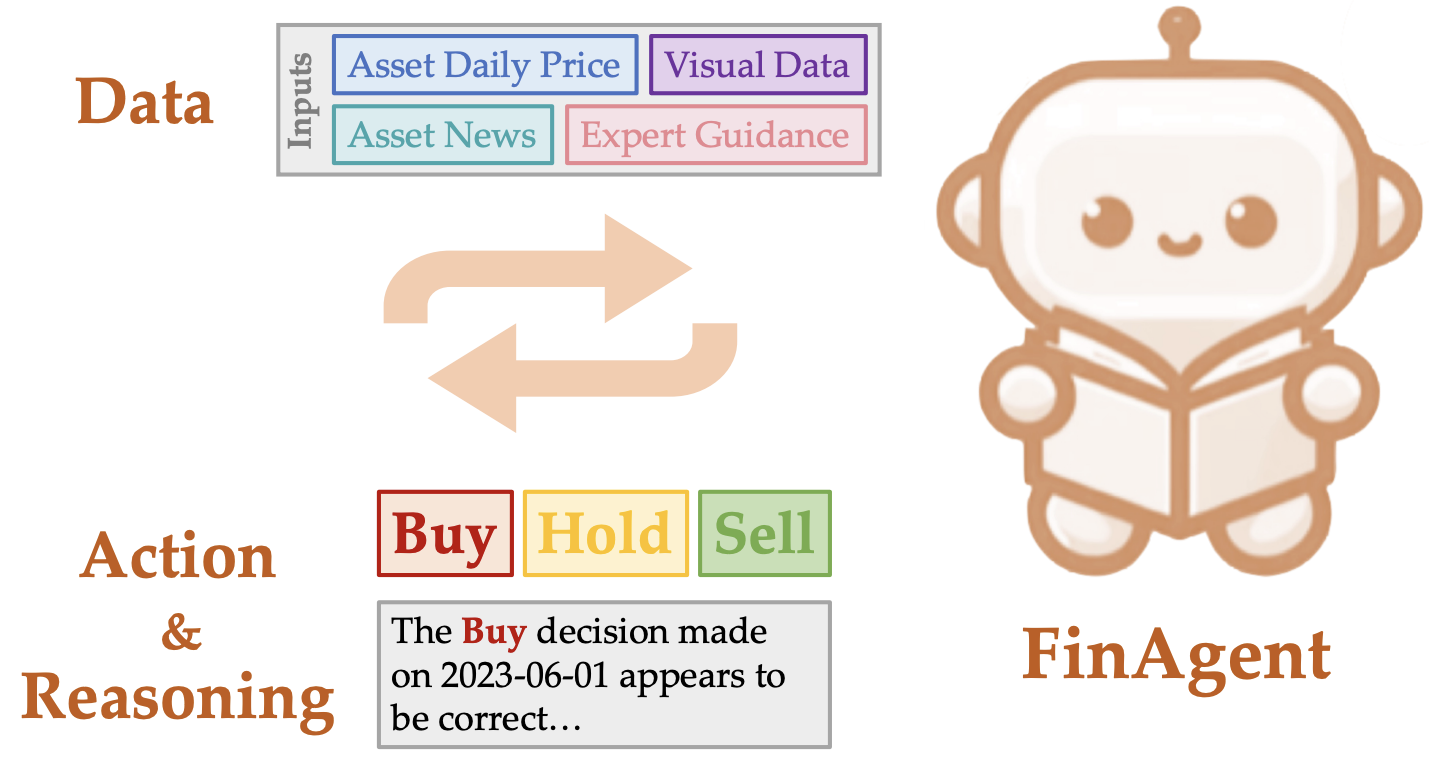 Data
Inputs
Asset Daily Price
Visual Data
Asset News
Expert Guidance
Action
&
Reasoning
Buy
Hold
Sell
The Buy decision made
on 2023-06-01 appears to
be correct...
FinAgent